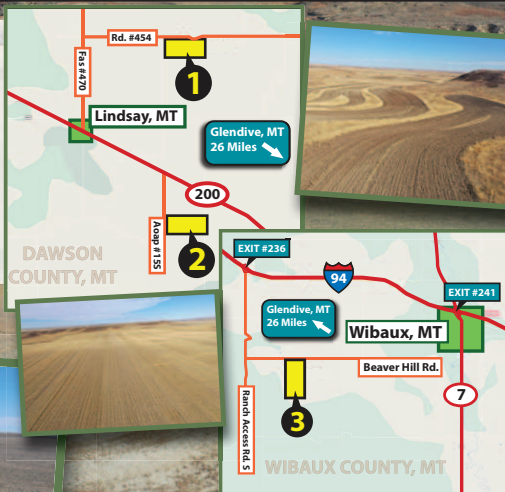 Rd. #454
Fas #470
1
Lindsay, MT
Glendive, MT
26 Miles
200
Aoap #155
2
DAWSON
COUNTY, MT
EXIT #236
94
EXIT #241
Glendive, MT
26 Miles
Wibaux, MT
Beaver Hill Rd.
7
3
Ranch Access Rd. S
WIBAUX COUNTY, MT